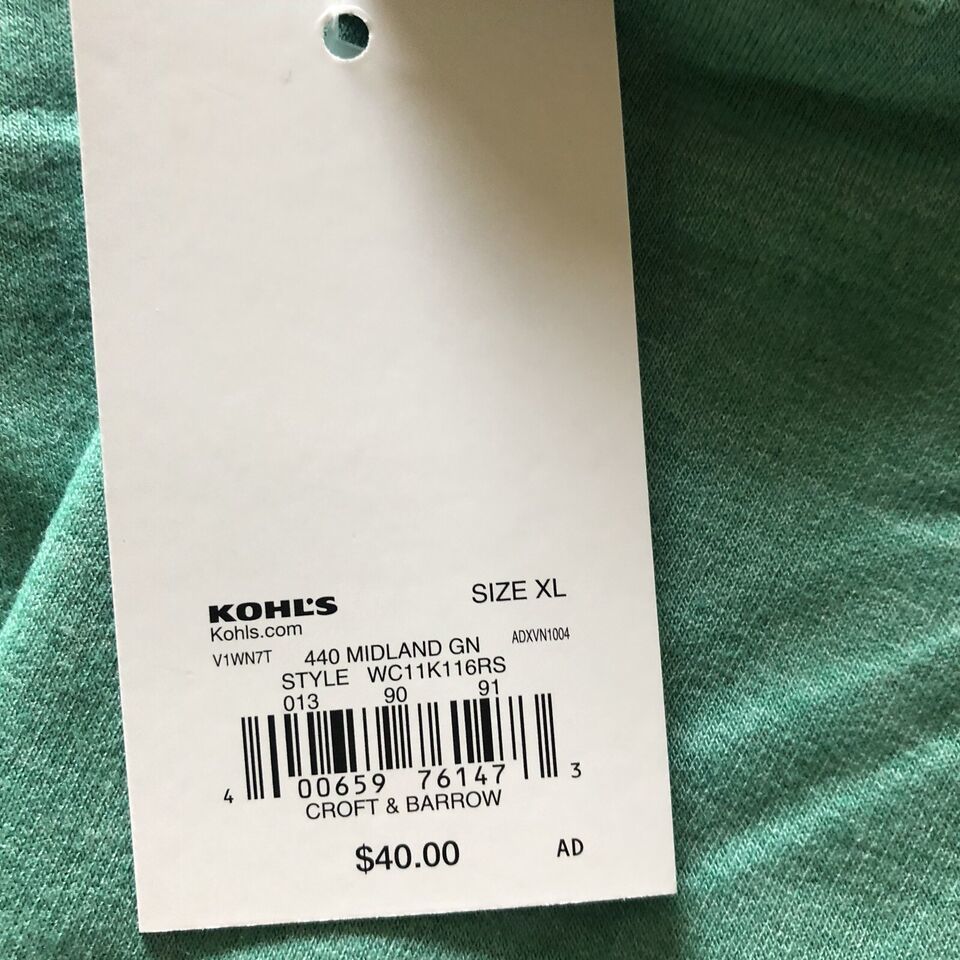 KOHL'S SIZE XL
Kohls.com
V1WN7T 440 MIDLAND GN ADXVN1004
STYLE WC11K116RS
013 90 91
4 00659 76147 3
CROFT & BARROW
$40.00 AD